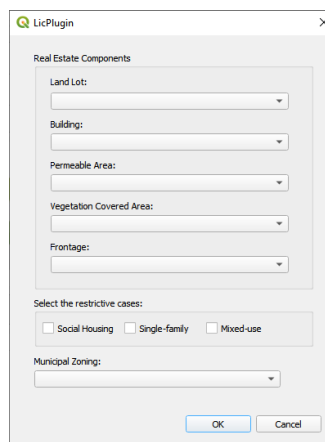 LicPlugin
Real Estate Components
Land Lot:
Building:
Permeable Area:
Vegetation Covered Area:
Frontage:
Select the restrictive cases:
Social Housing Single-family Mixed-use
Municipal Zoning:
OK Cancel